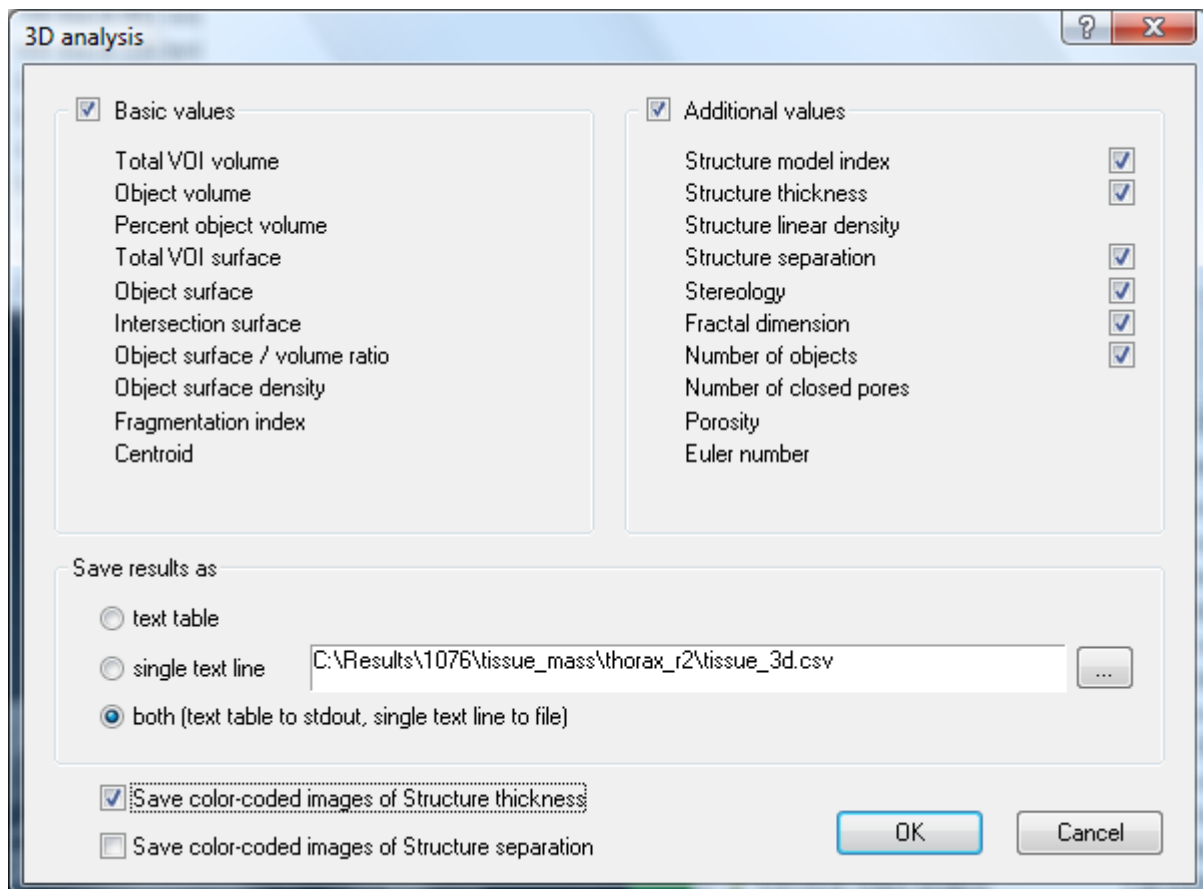 3D analysis
Basic values
Total VOI volume
Object volume
Percent object volume
Total VOI surface
Object surface
Intersection surface
Object surface / volume ratio
Object surface density
Fragmentation index
Centroid
Additional values
Structure model index
Structure thickness
Structure linear density
Structure separation
Stereology
Fractal dimension
Number of objects
Number of closed pores
Porosity
Euler number
Save results as
text table
single text line
C:\Results\1076\tissue_mass\thorax_r2\tissue_3d.csv
...
both (text table to stdout, single text line to file)
Save color-coded images of Structure thickness
Save color-coded images of Structure separation
OK
Cancel